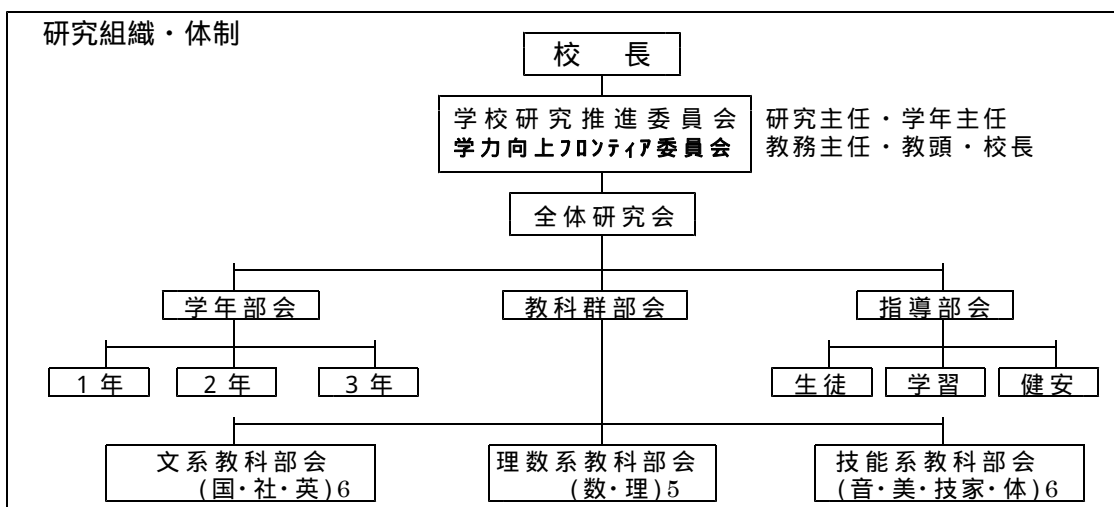 研究組織・体制
校　長
学校研究推進委員会
学力向上ﾌﾛﾝﾃｨｱ委員会
研究主任・学年主任
教務主任・教頭・校長
全体研究会
学年部会
教科群部会
指導部会
1年
2年
3年
生徒
学習
健安
文系教科部会
(国・社・英)6
理数系教科部会
(数・理)5
技能系教科部会
(音・美・技家・体)6